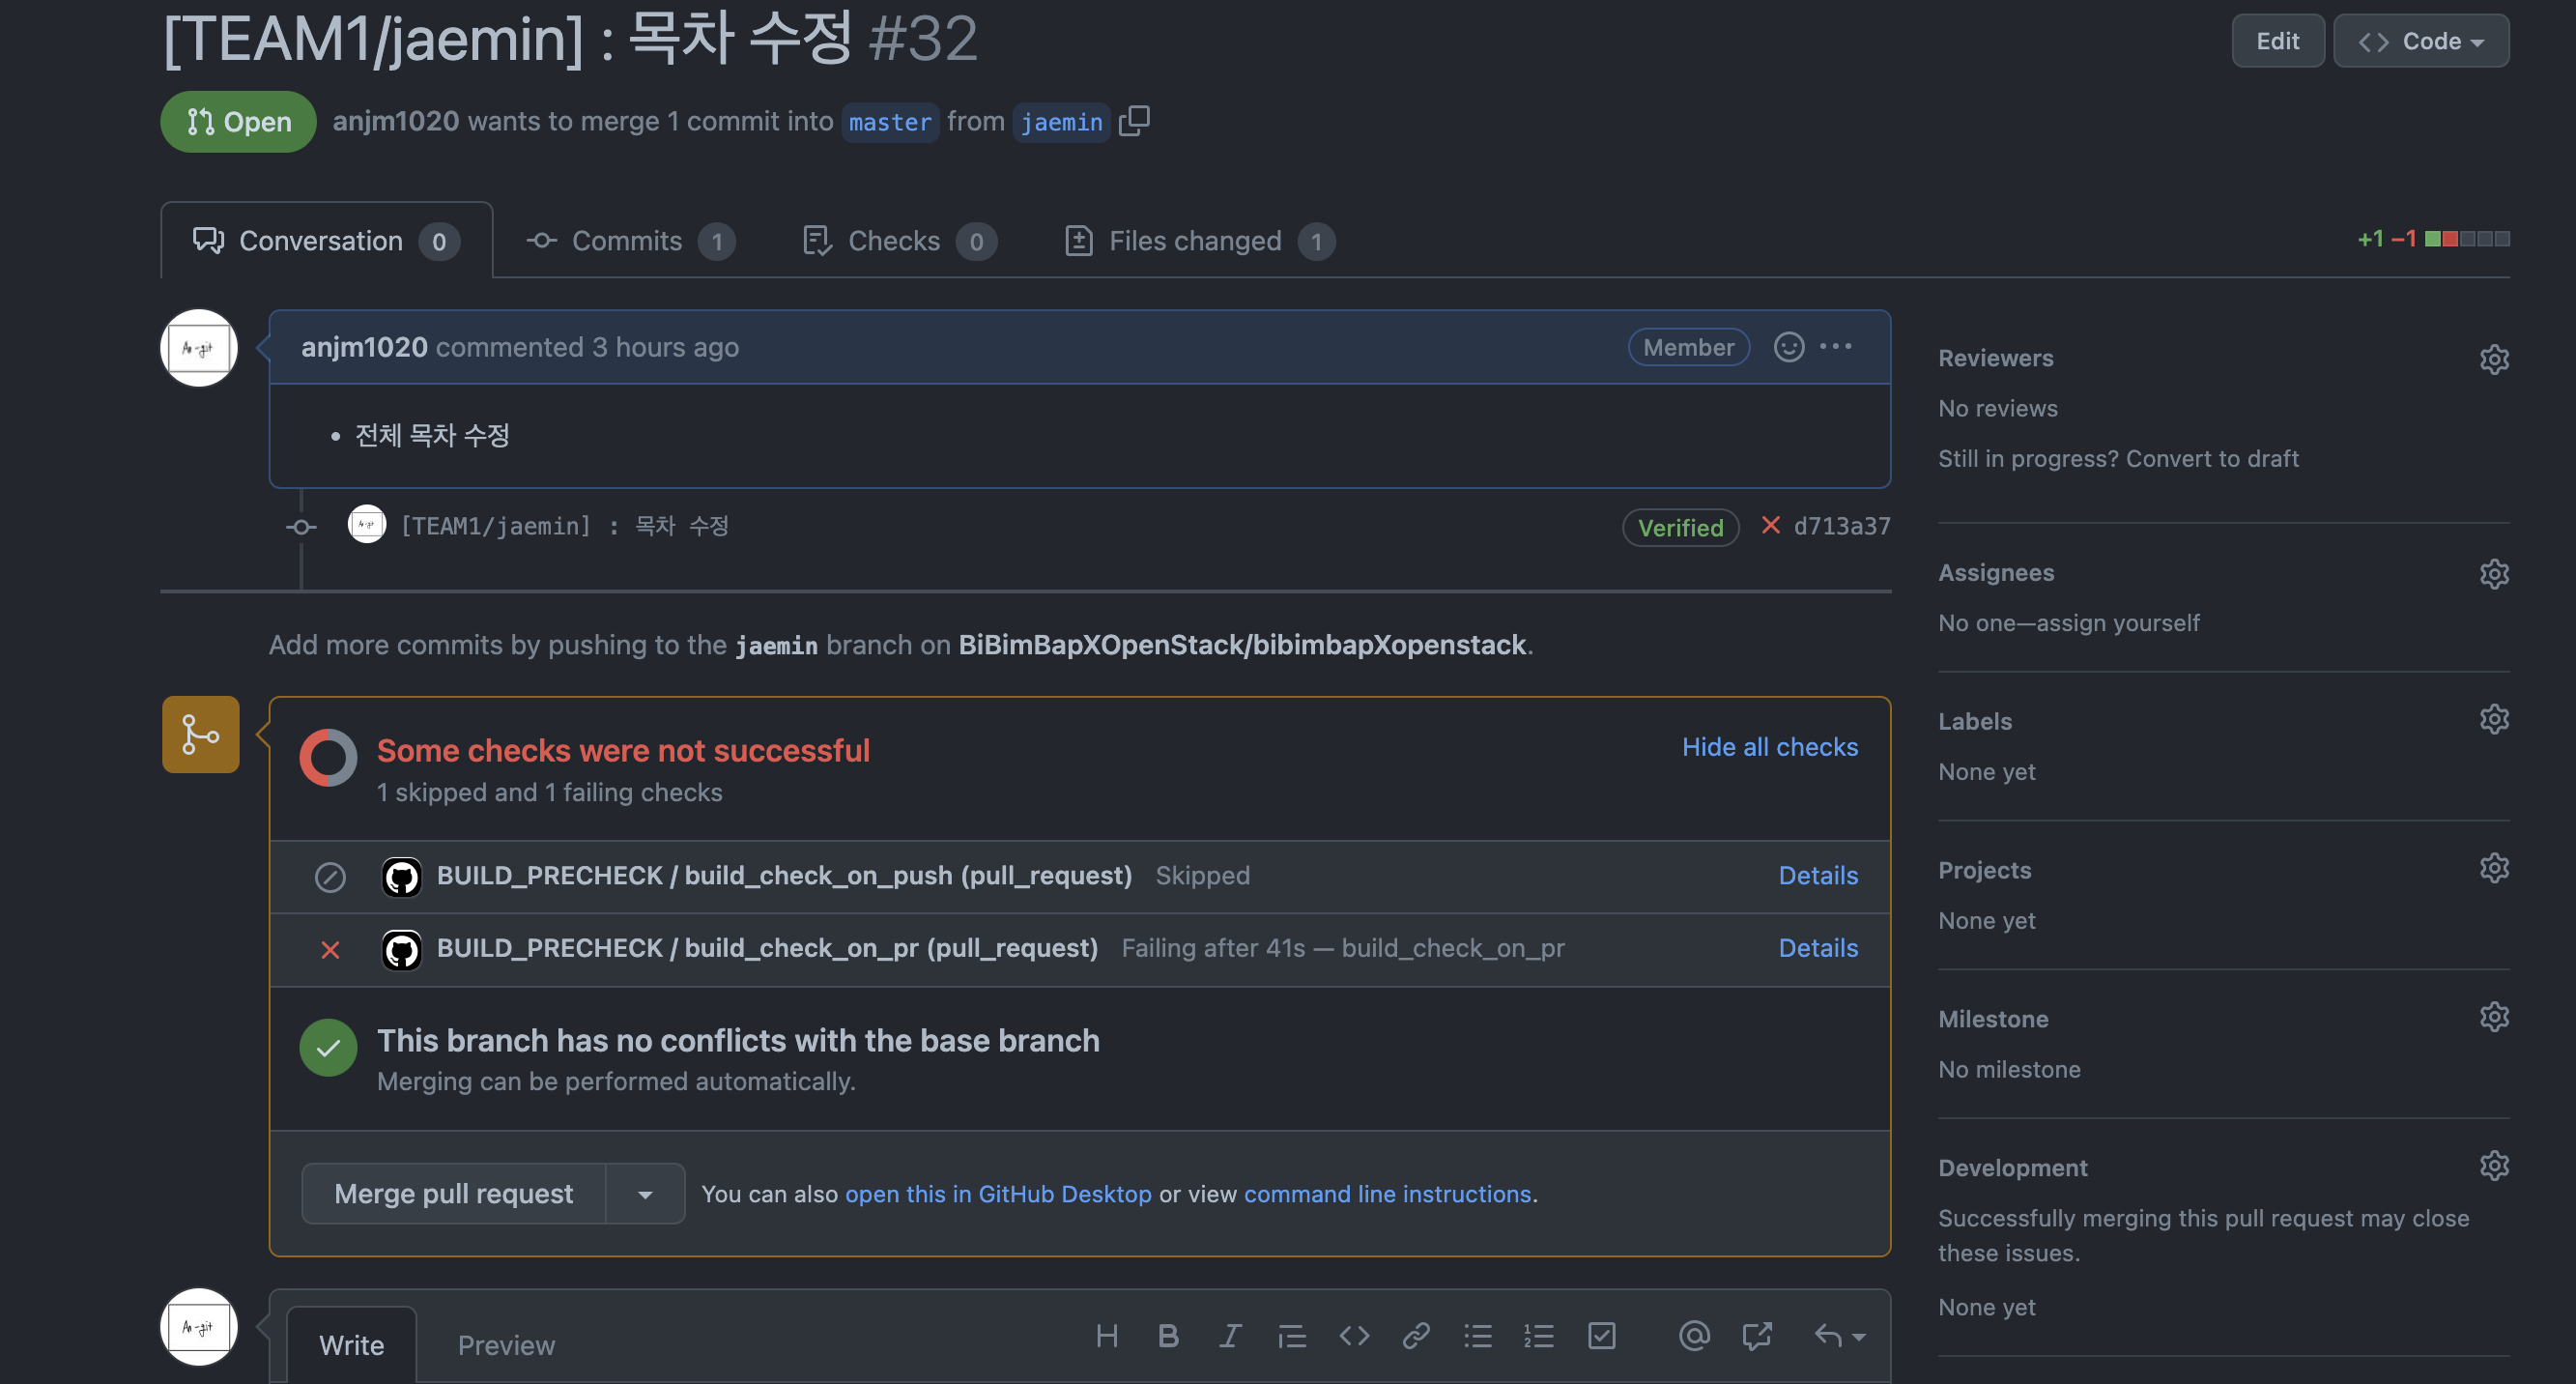 [TEAM1/jaemin] : 목차 수정 #32
Edit
Code
Open
anjm1020 wants to merge 1 commit into master from jaemin
Conversation 0
Commits 1
Checks 0
Files changed 1
+1 −1
An-git
anjm1020 commented 3 hours ago
Member
• 전체 목차 수정
[TEAM1/jaemin] : 목차 수정
Verified
d713a37
Add more commits by pushing to the jaemin branch on BiBimBapXOpenStack/bibimbapXopenstack.
Some checks were not successful
1 skipped and 1 failing checks
Hide all checks
BUILD_PRECHECK / build_check_on_push (pull_request) Skipped
Details
BUILD_PRECHECK / build_check_on_pr (pull_request) Failing after 41s — build_check_on_pr
Details
This branch has no conflicts with the base branch
Merging can be performed automatically.
Merge pull request
You can also open this in GitHub Desktop or view command line instructions.
An-git
Write
Preview
Reviewers
No reviews
Still in progress? Convert to draft
Assignees
No one—assign yourself
Labels
None yet
Projects
None yet
Milestone
No milestone
Development
Successfully merging this pull request may close
these issues.
None yet